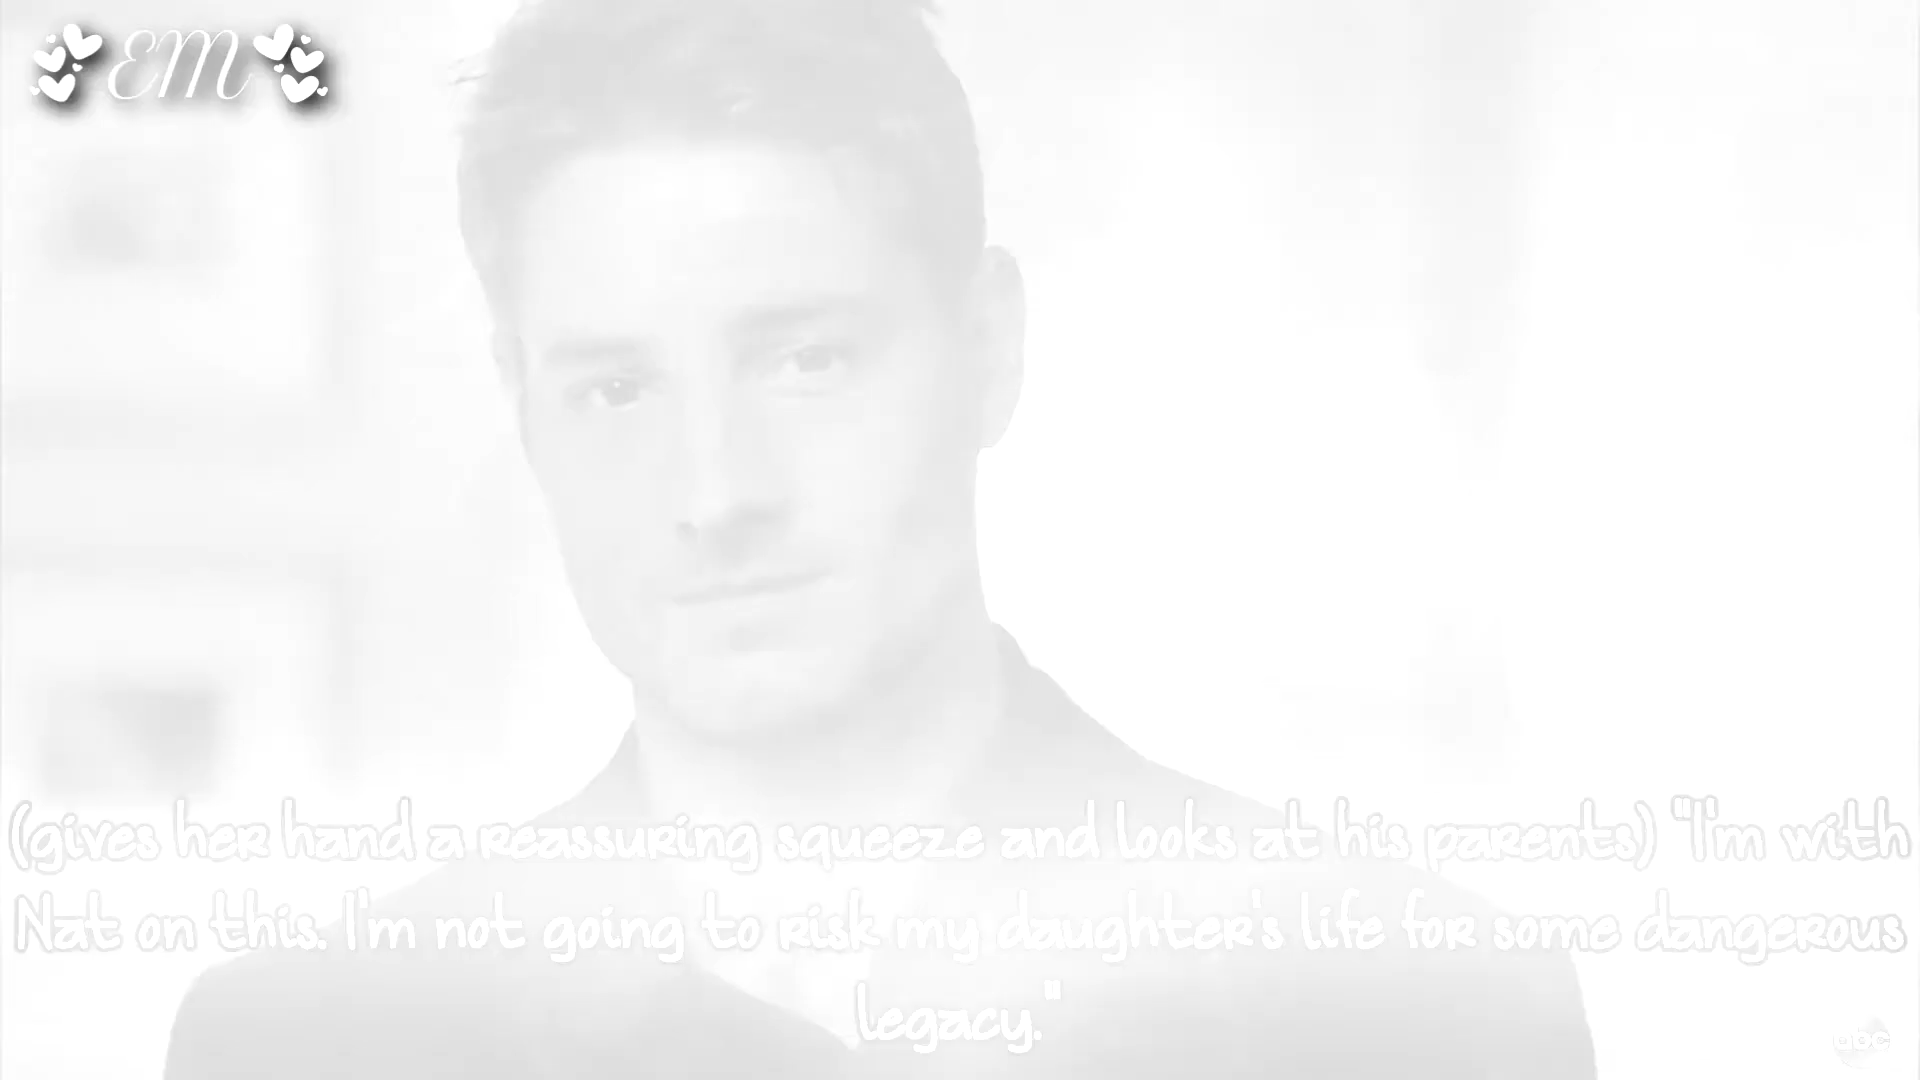 EM
(gives her hand a reassuring squeeze and looks at his parents) "I'm with
Nat on this. I'm not going to risk my daughter's life for some dangerous
legacy."
abc